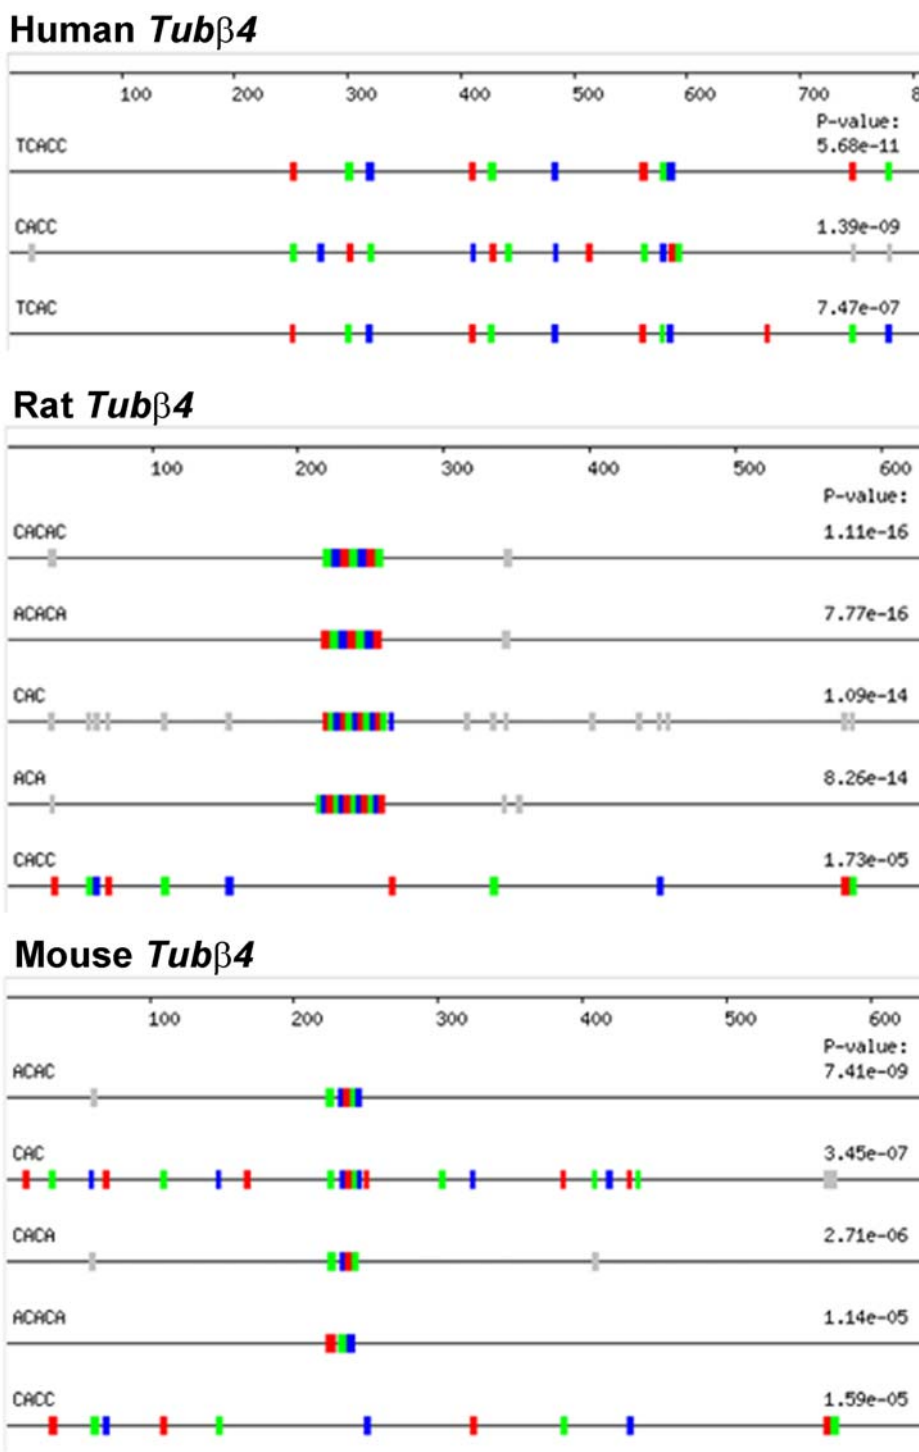 Human Tubβ4
100 200 300 400 500 600 700 8
P-value:
TCACC 5.68e-11
CACC 1.39e-09
TCAC 7.47e-07
Rat Tubβ4
100 200 300 400 500 600
P-value:
CACAC 1.11e-16
ACACA 7.77e-16
CAC 1.09e-14
ACA 8.26e-14
CACC 1.73e-05
Mouse Tubβ4
100 200 300 400 500 600
P-value:
ACAC 7.41e-09
CAC 3.45e-07
CACA 2.71e-06
ACACA 1.14e-05
CACC 1.59e-05